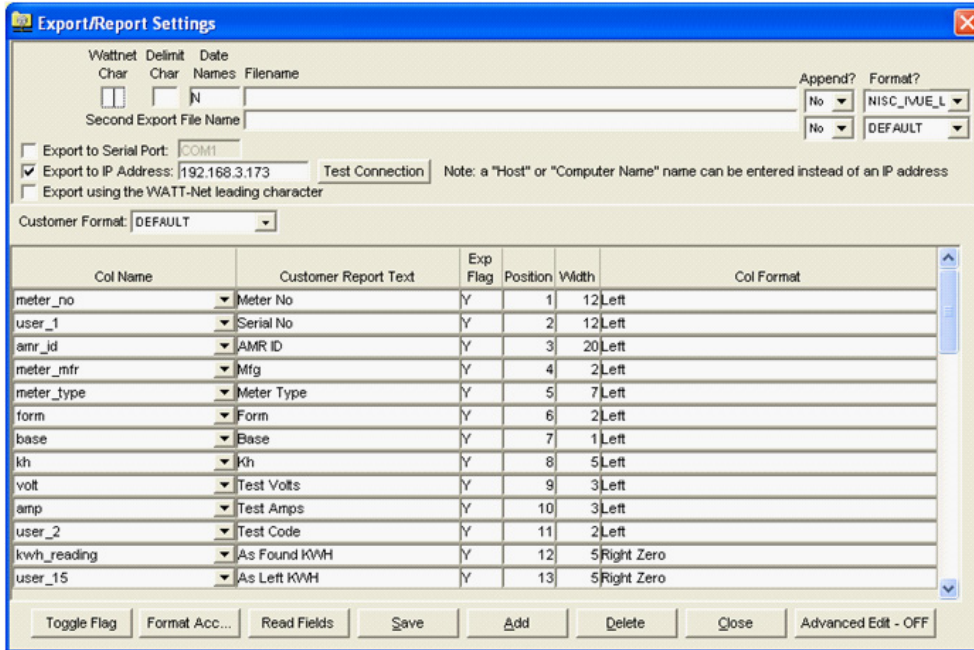 Export/Report Settings
Wattnet Delimit Date
Char Char Names Filename
Append? Format?
N No NISC_IVUE_L
Second Export File Name No DEFAULT
Export to Serial Port: COM1
Export to IP Address: 192.168.3.173 Test Connection Note: a "Host" or "Computer Name" name can be entered instead of an IP address
Export using the WATT-Net leading character
Customer Format: DEFAULT
Col Name Customer Report Text Exp Flag Position Width Col Format
meter_no Meter No Y 1 12 Left
user_1 Serial No Y 2 12 Left
amr_id AMR ID Y 3 20 Left
meter_mfr Mfg Y 4 2 Left
meter_type Meter Type Y 5 7 Left
form Form Y 6 2 Left
base Base Y 7 1 Left
kh Kh Y 8 5 Left
volt Test Volts Y 9 3 Left
amp Test Amps Y 10 3 Left
user_2 Test Code Y 11 2 Left
kwh_reading As Found KWH Y 12 5 Right Zero
user_15 As Left KWH Y 13 5 Right Zero
Toggle Flag Format Acc... Read Fields Save Add Delete Close Advanced Edit - OFF